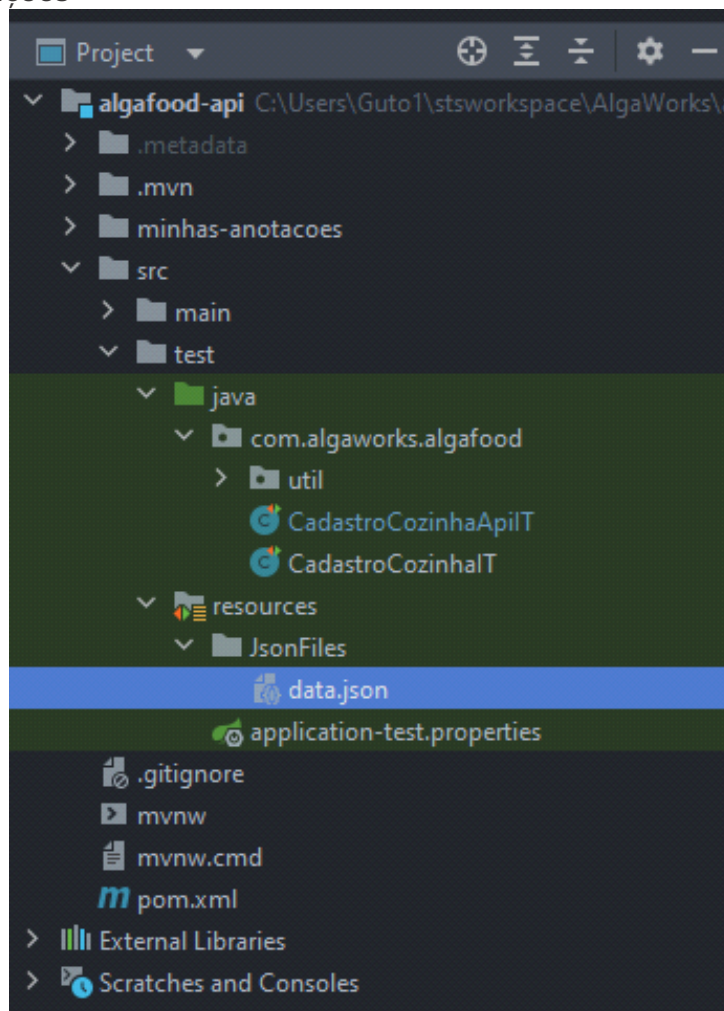 Project
algafood-api C:\Users\Guto1\stsworkspace\AlgaWorks\
.metadata
.mvn
minhas-anotacoes
src
main
test
java
com.algaworks.algafood
util
CadastroCozinhaApiIT
CadastroCozinhaIT
resources
JsonFiles
data.json
application-test.properties
.gitignore
mvnw
mvnw.cmd
pom.xml
External Libraries
Scratches and Consoles